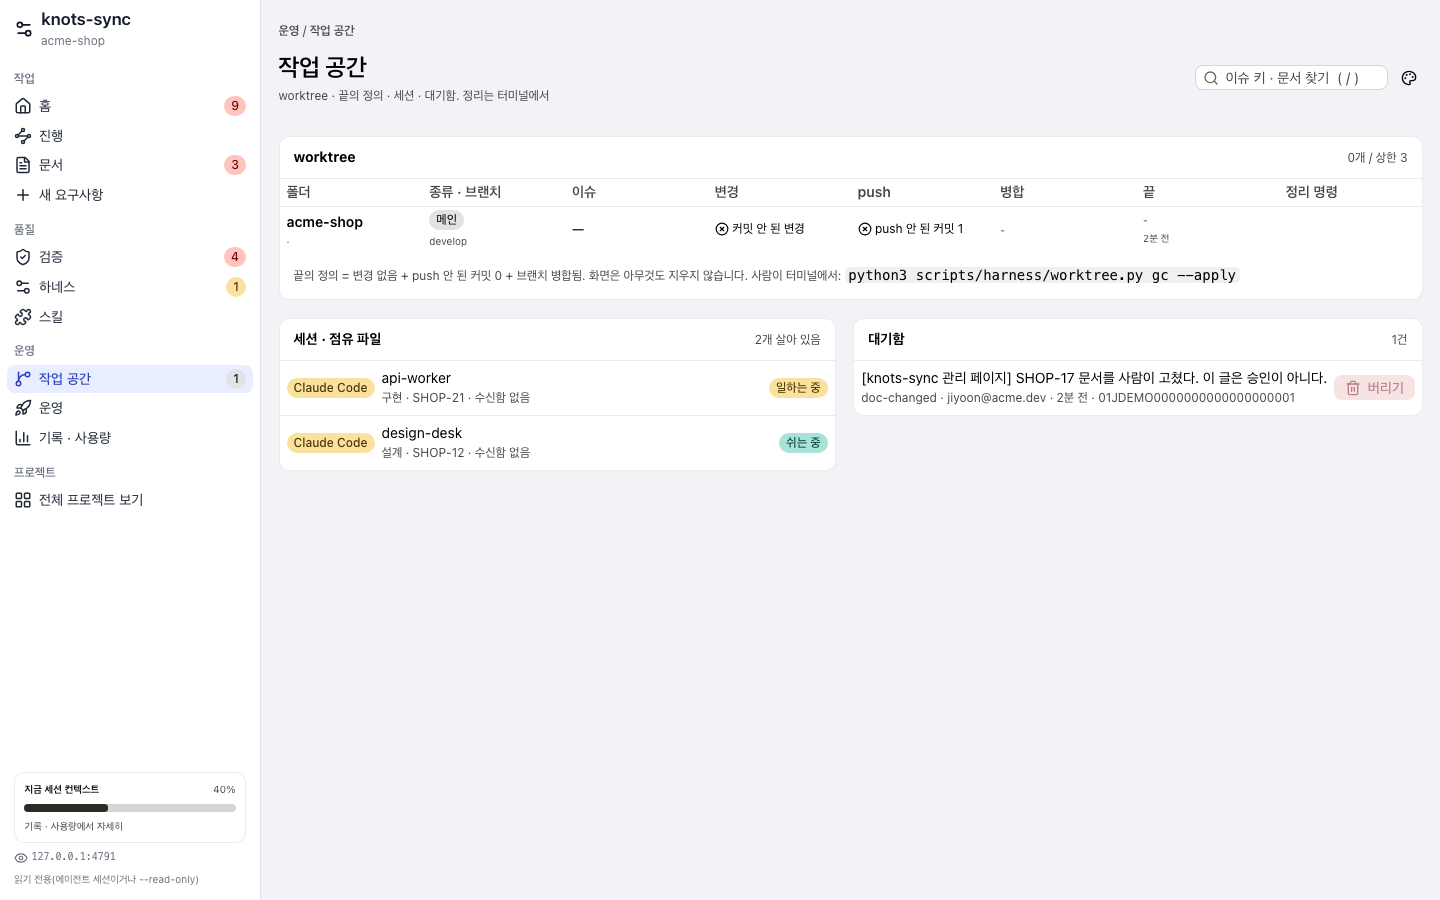 knots-sync
acme-shop
작업
홈 9
진행
문서 3
새 요구사항
품질
검증 4
하네스 1
스킬
운영
작업 공간 1
운영
기록 · 사용량
프로젝트
전체 프로젝트 보기
지금 세션 컨텍스트 40%
기록 · 사용량에서 자세히
127.0.0.1:4791
읽기 전용(에이전트 세션이거나 --read-only)
운영 / 작업 공간
작업 공간
worktree · 끝의 정의 · 세션 · 대기함. 정리는 터미널에서
이슈 키 · 문서 찾기 ( / )
worktree 0개 / 상한 3
폴더 종류 · 브랜치 이슈 변경 push 병합 끝 정리 명령
acme-shop 메인 — 커밋 안 된 변경 push 안 된 커밋 1 - -
. develop 2분 전
끝의 정의 = 변경 없음 + push 안 된 커밋 0 + 브랜치 병합됨. 화면은 아무것도 지우지 않습니다. 사람이 터미널에서: python3 scripts/harness/worktree.py gc --apply
세션 · 점유 파일 2개 살아 있음
Claude Code api-worker 일하는 중
구현 · SHOP-21 · 수신함 없음
Claude Code design-desk 쉬는 중
설계 · SHOP-12 · 수신함 없음
대기함 1건
[knots-sync 관리 페이지] SHOP-17 문서를 사람이 고쳤다. 이 글은 승인이 아니다. 버리기
doc-changed · jiyoon@acme.dev · 2분 전 · 01JDEMO0000000000000000001